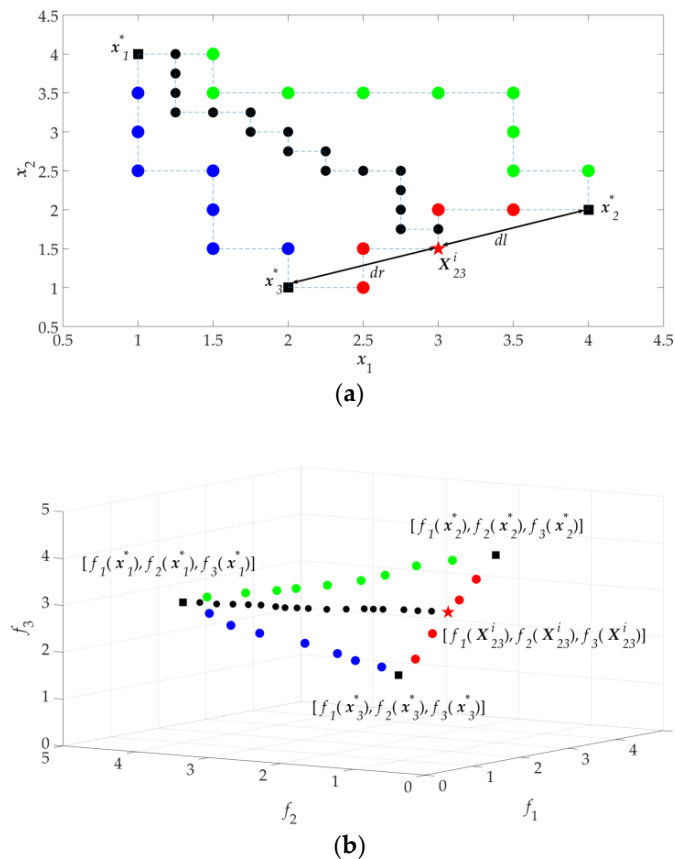 4.5
x*1
4
3.5
3
2.5
x2
2
x*2
dl
1.5
Xi23
dr
x*3
1
0.5
0.5 1 1.5 2 2.5 3 3.5 4 4.5
x1
(a)
5
[f1(x*2),f2(x*2),f3(x*2)]
4
[f1(x*1),f2(x*1),f3(x*1)]
3
f3
[f1(Xi23),f2(Xi23),f3(Xi23)]
2
[f1(x*3),f2(x*3),f3(x*3)]
1
0
5 4 3 2 1 0
0 1 2 3 4
f2
f1
(b)